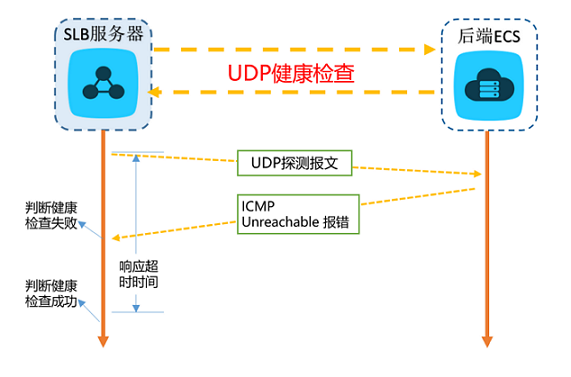 SLB服务器
后端ECS
UDP健康检查
UDP探测报文
ICMP
Unreachable 报错
判断健康
检查失败
响应超
时时间
判断健康
检查成功